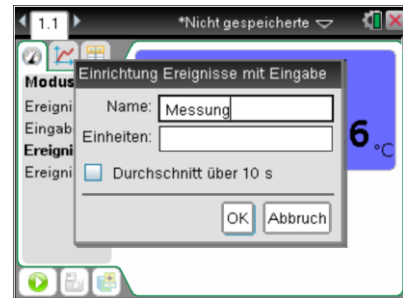 1.1 *Nicht gespeicherte
Einrichtung Ereignisse mit Eingabe
Modus
Ereigni
Name: Messung
Eingab
Einheiten:
6 °C
Ereigni
Ereigni
Durchschnitt über 10 s
OK Abbruch